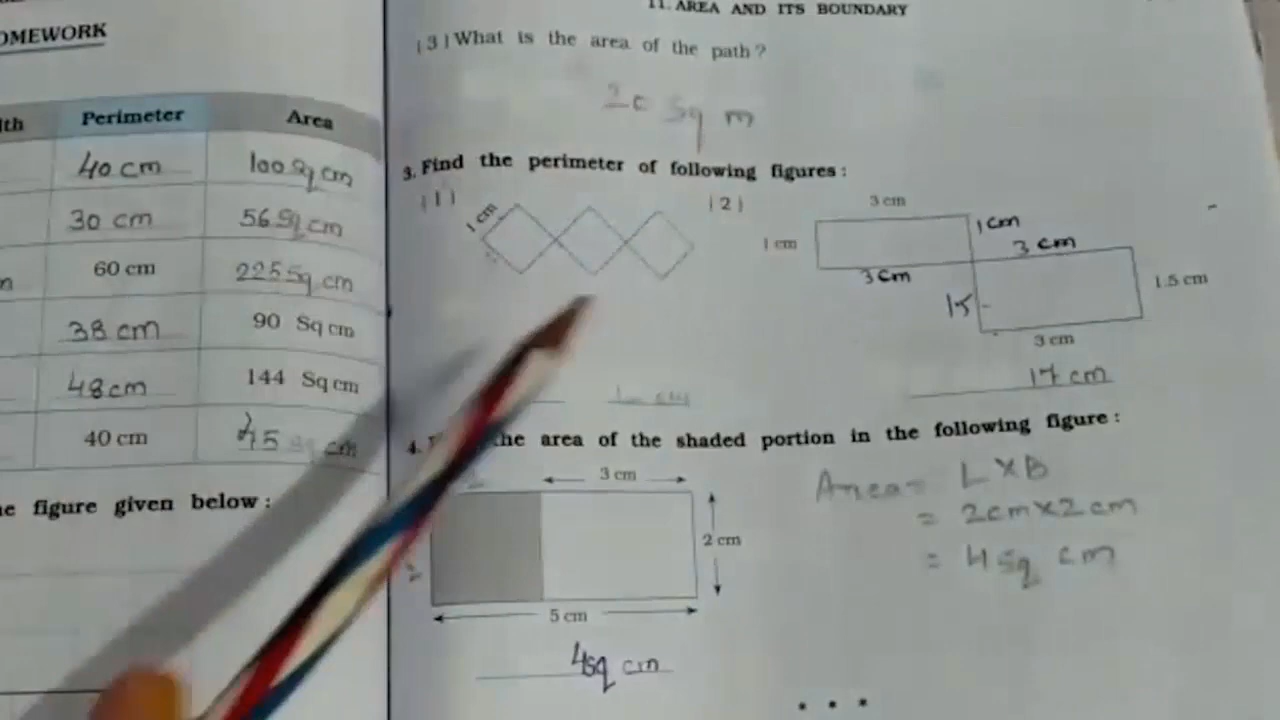 OMEWORK
Perimeter Area
40 cm 100 Sq cm
30 cm 56 Sq cm
60 cm 225 Sq cm
38 cm 90 Sq cm
48 cm 144 Sq cm
40 cm cm
e figure given below :
11. AREA AND ITS BOUNDARY
(3) What is the area of the path ?
Sq m
3. Find the perimeter of following figures :
(1)
1 cm
(2)
3 cm
1 cm
1 cm
3 cm
3 cm
1.5 cm
1.5
3 cm
17 cm
4. the area of the shaded portion in the following figure :
3 cm
2 cm
2
5 cm
4 sq cm
Area = L × B
= 2cm × 2 cm
= 4 sq cm